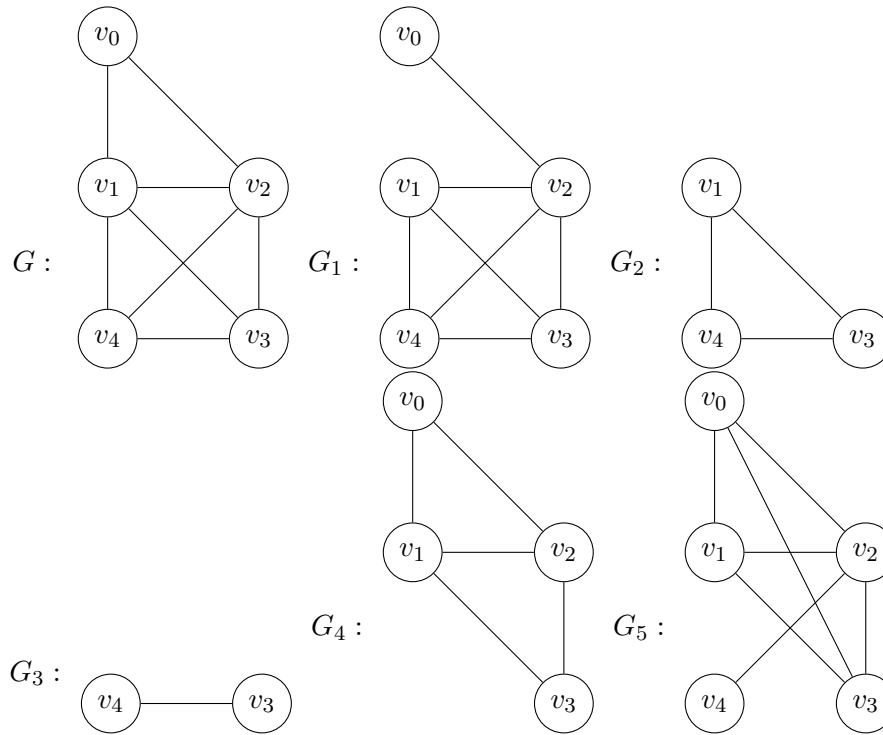 v₀ v₀
v₁ v₂ v₁ v₂ v₁
G : G₁ : G₂ :
v₄ v₃ v₄ v₃ v₄ v₃
v₀ v₀
v₁ v₂ v₁ v₂
G₄ : G₅ :
G₃ :
v₄ v₃ v₃ v₄ v₃